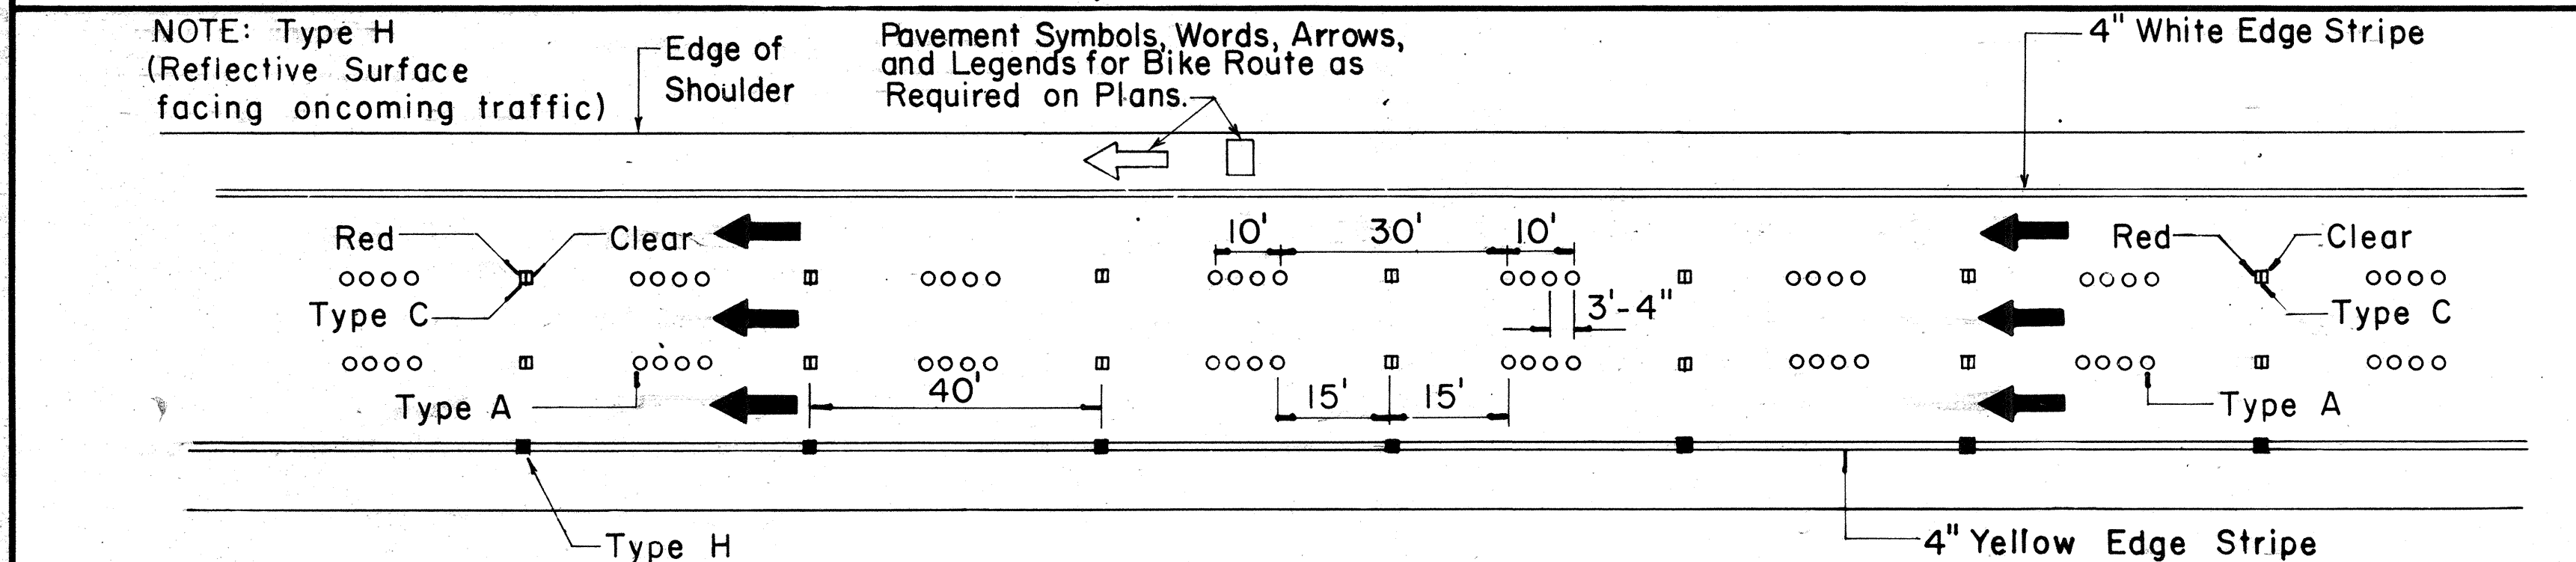 NOTE: Type H
(Reflective Surface
facing oncoming traffic)
Edge of
Shoulder
Pavement Symbols, Words, Arrows,
and Legends for Bike Route as
Required on Plans.
4" White Edge Stripe
Red
Clear
10'
30'
10'
Red
Clear
Type C
3'-4"
Type C
Type A
40'
15'
15'
Type A
Type H
4" Yellow Edge Stripe